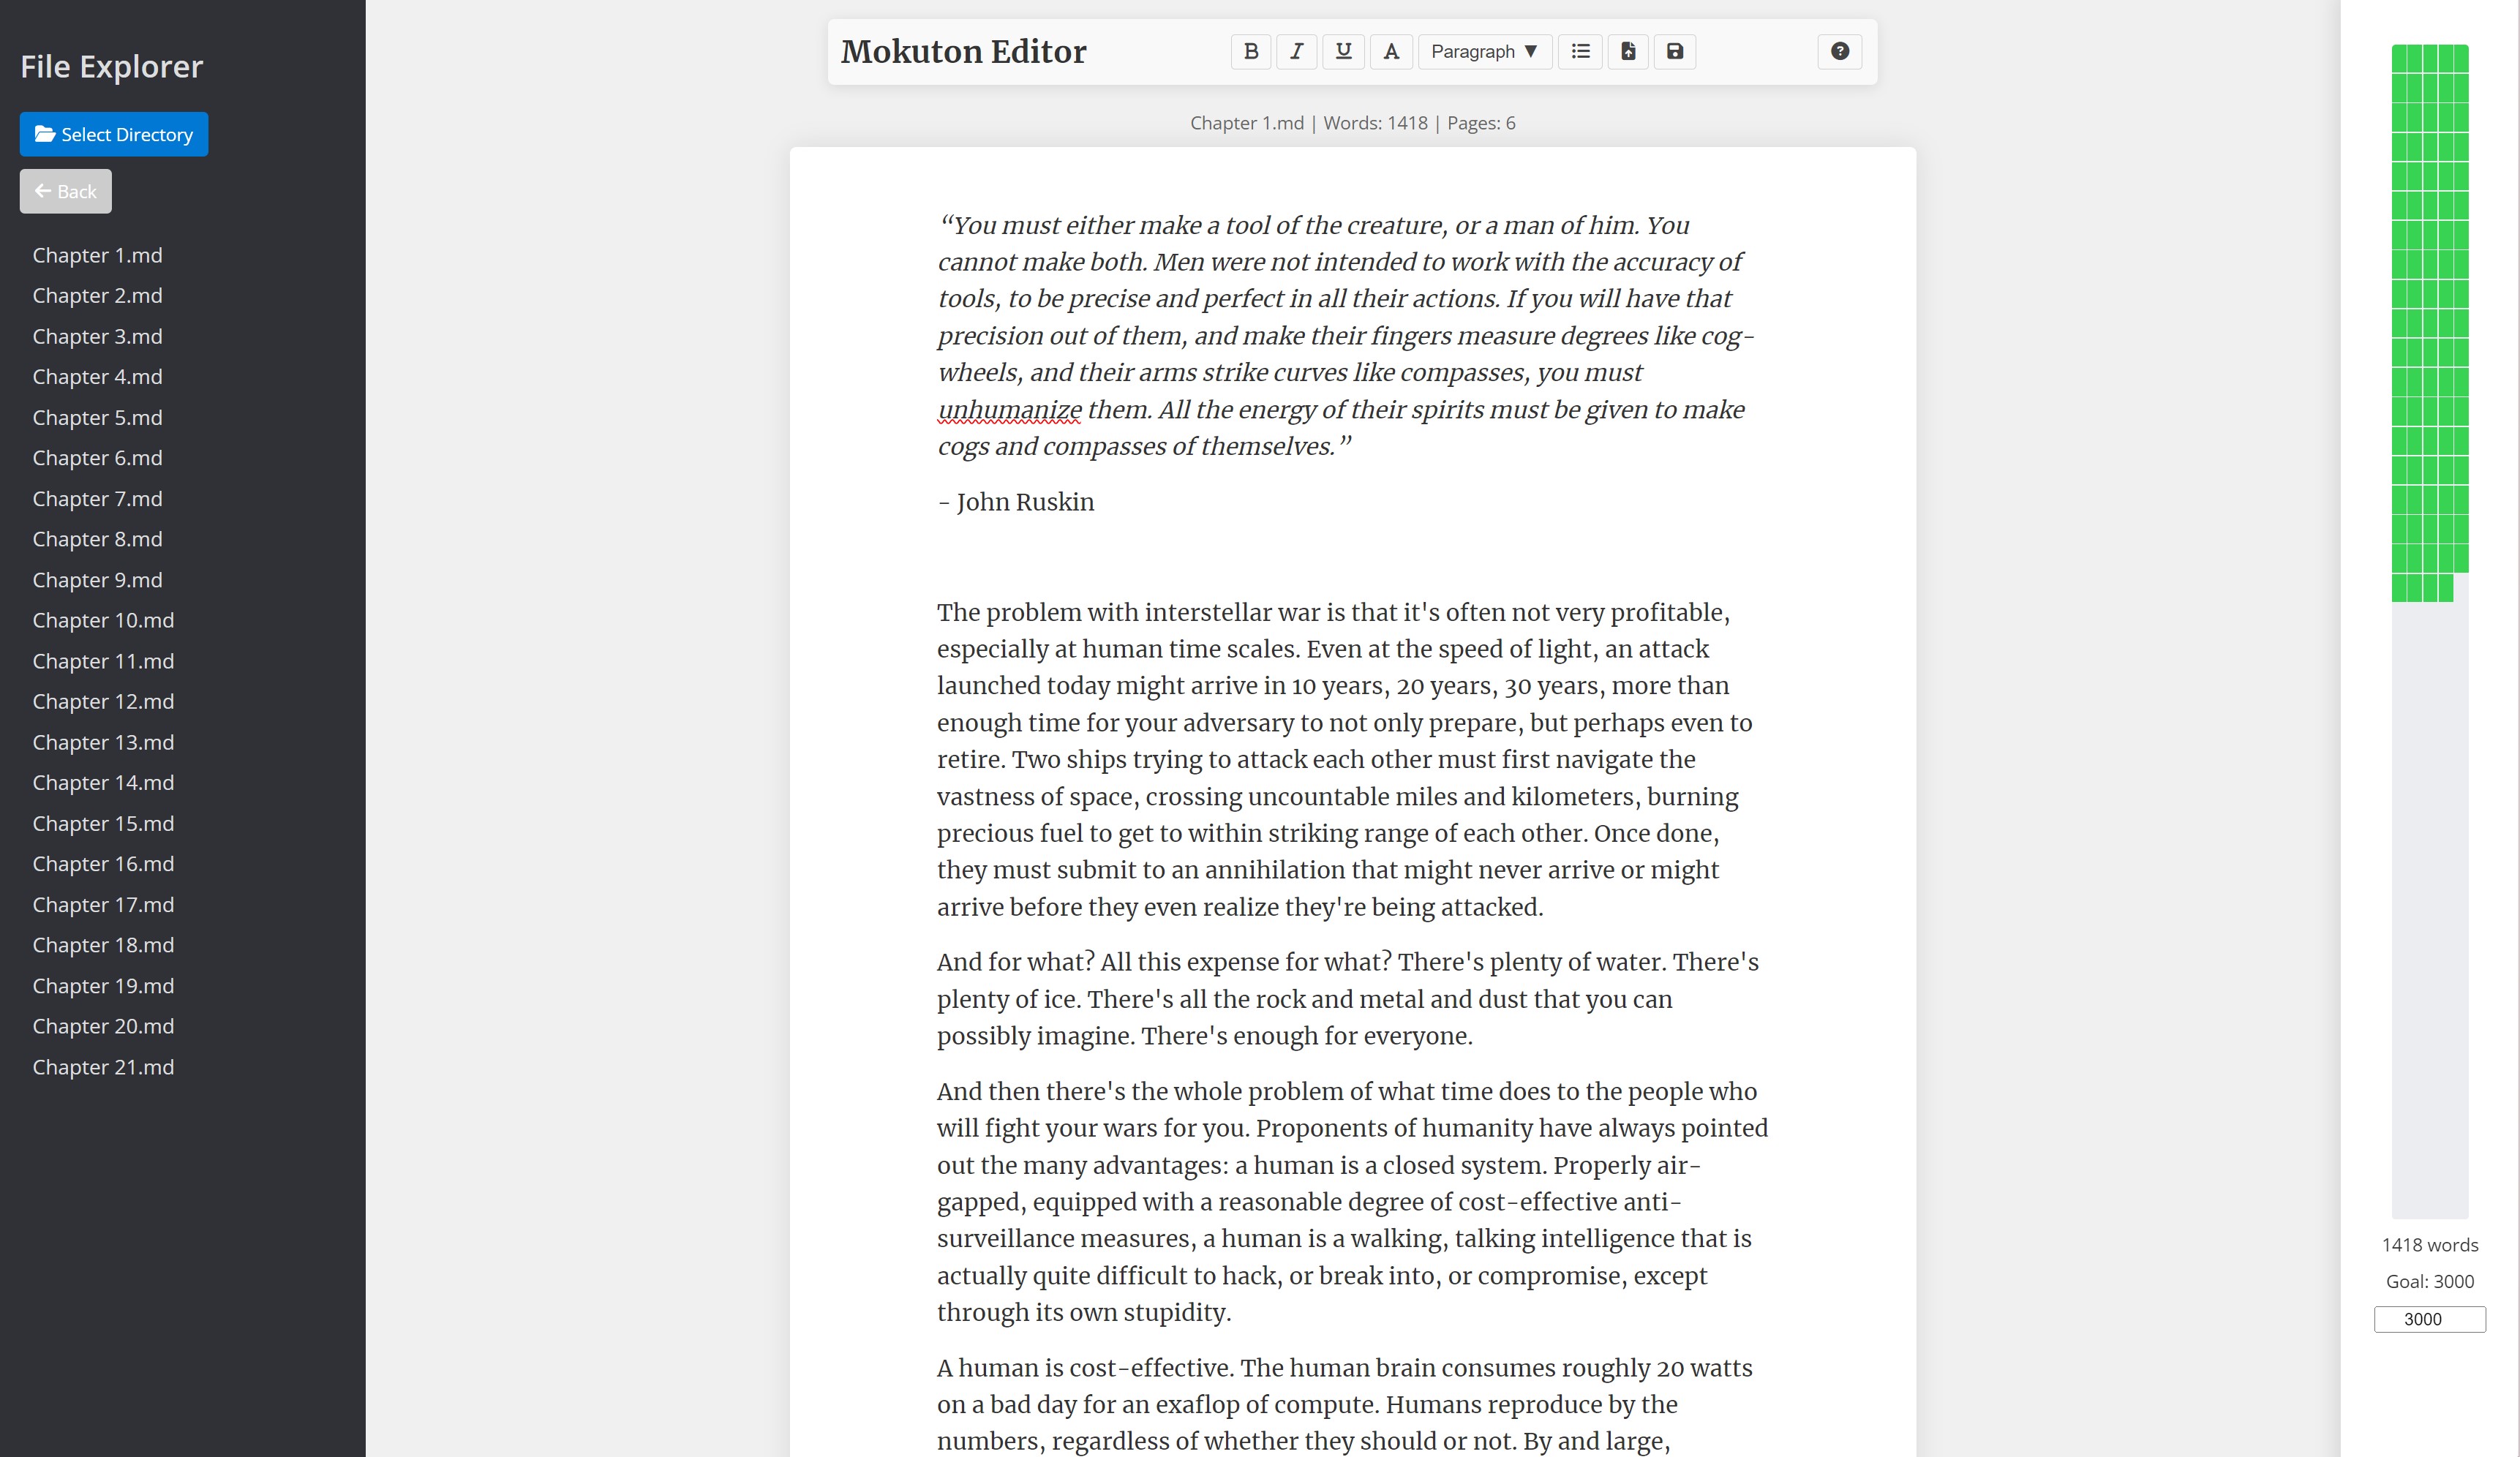 File Explorer
Select Directory
Back
Chapter 1.md
Chapter 2.md
Chapter 3.md
Chapter 4.md
Chapter 5.md
Chapter 6.md
Chapter 7.md
Chapter 8.md
Chapter 9.md
Chapter 10.md
Chapter 11.md
Chapter 12.md
Chapter 13.md
Chapter 14.md
Chapter 15.md
Chapter 16.md
Chapter 17.md
Chapter 18.md
Chapter 19.md
Chapter 20.md
Chapter 21.md
Mokuton Editor
B I U A Paragraph ▼ ?
Chapter 1.md | Words: 1418 | Pages: 6
“You must either make a tool of the creature, or a man of him. You
cannot make both. Men were not intended to work with the accuracy of
tools, to be precise and perfect in all their actions. If you will have that
precision out of them, and make their fingers measure degrees like cog-
wheels, and their arms strike curves like compasses, you must
unhumanize them. All the energy of their spirits must be given to make
cogs and compasses of themselves.”
- John Ruskin
The problem with interstellar war is that it's often not very profitable,
especially at human time scales. Even at the speed of light, an attack
launched today might arrive in 10 years, 20 years, 30 years, more than
enough time for your adversary to not only prepare, but perhaps even to
retire. Two ships trying to attack each other must first navigate the
vastness of space, crossing uncountable miles and kilometers, burning
precious fuel to get to within striking range of each other. Once done,
they must submit to an annihilation that might never arrive or might
arrive before they even realize they're being attacked.
And for what? All this expense for what? There's plenty of water. There's
plenty of ice. There's all the rock and metal and dust that you can
possibly imagine. There's enough for everyone.
And then there's the whole problem of what time does to the people who
will fight your wars for you. Proponents of humanity have always pointed
out the many advantages: a human is a closed system. Properly air-
gapped, equipped with a reasonable degree of cost-effective anti-
surveillance measures, a human is a walking, talking intelligence that is
actually quite difficult to hack, or break into, or compromise, except
through its own stupidity.
A human is cost-effective. The human brain consumes roughly 20 watts
on a bad day for an exaflop of compute. Humans reproduce by the
numbers, regardless of whether they should or not. By and large,
1418 words
Goal: 3000
3000